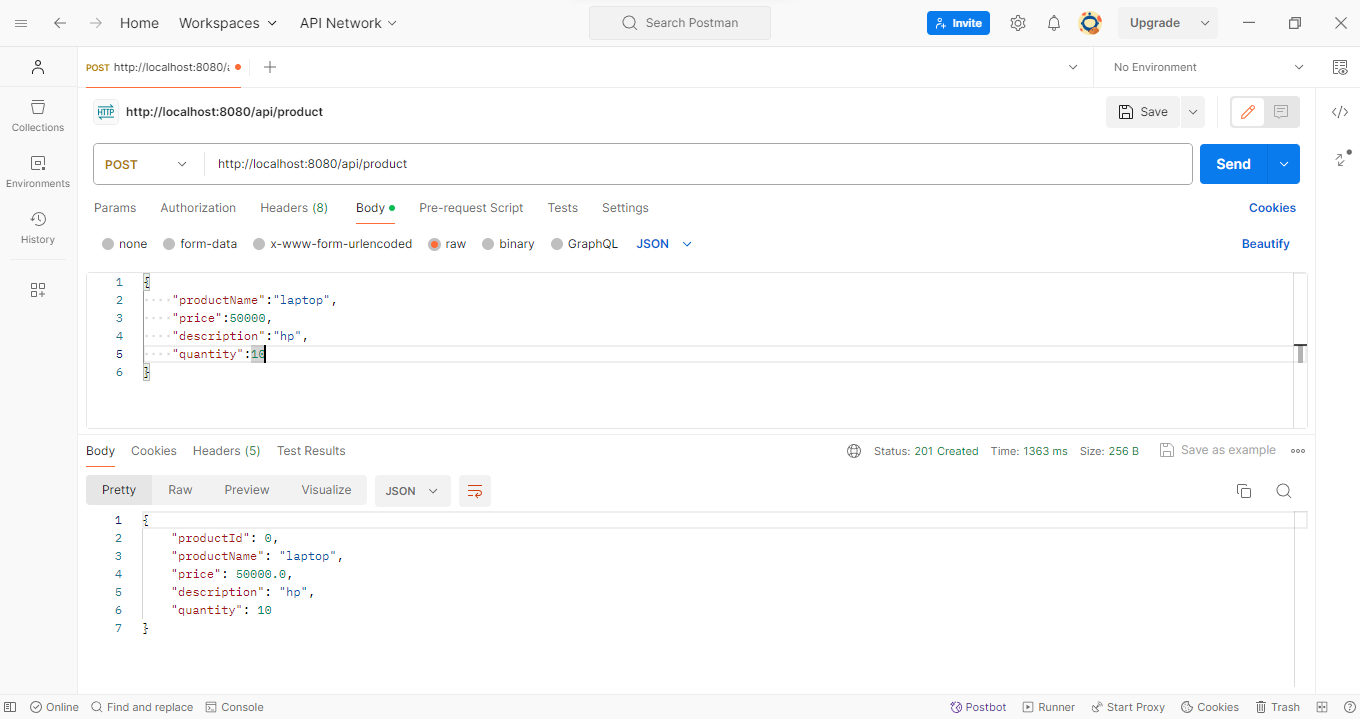 Home Workspaces API Network Search Postman Invite Upgrade
POST http://localhost:8080/a No Environment
HTTP http://localhost:8080/api/product Save
Collections
POST http://localhost:8080/api/product Send
Environments
Params Authorization Headers (8) Body Pre-request Script Tests Settings Cookies
History
none form-data x-www-form-urlencoded raw binary GraphQL JSON Beautify
1 {
2 "productName":"laptop",
3 "price":50000,
4 "description":"hp",
5 "quantity":10
6 }
Body Cookies Headers (5) Test Results Status: 201 Created Time: 1363 ms Size: 256 B Save as example
Pretty Raw Preview Visualize JSON
1 {
2 "productId": 0,
3 "productName": "laptop",
4 "price": 50000.0,
5 "description": "hp",
6 "quantity": 10
7 }
Online Find and replace Console Postbot Runner Start Proxy Cookies Trash